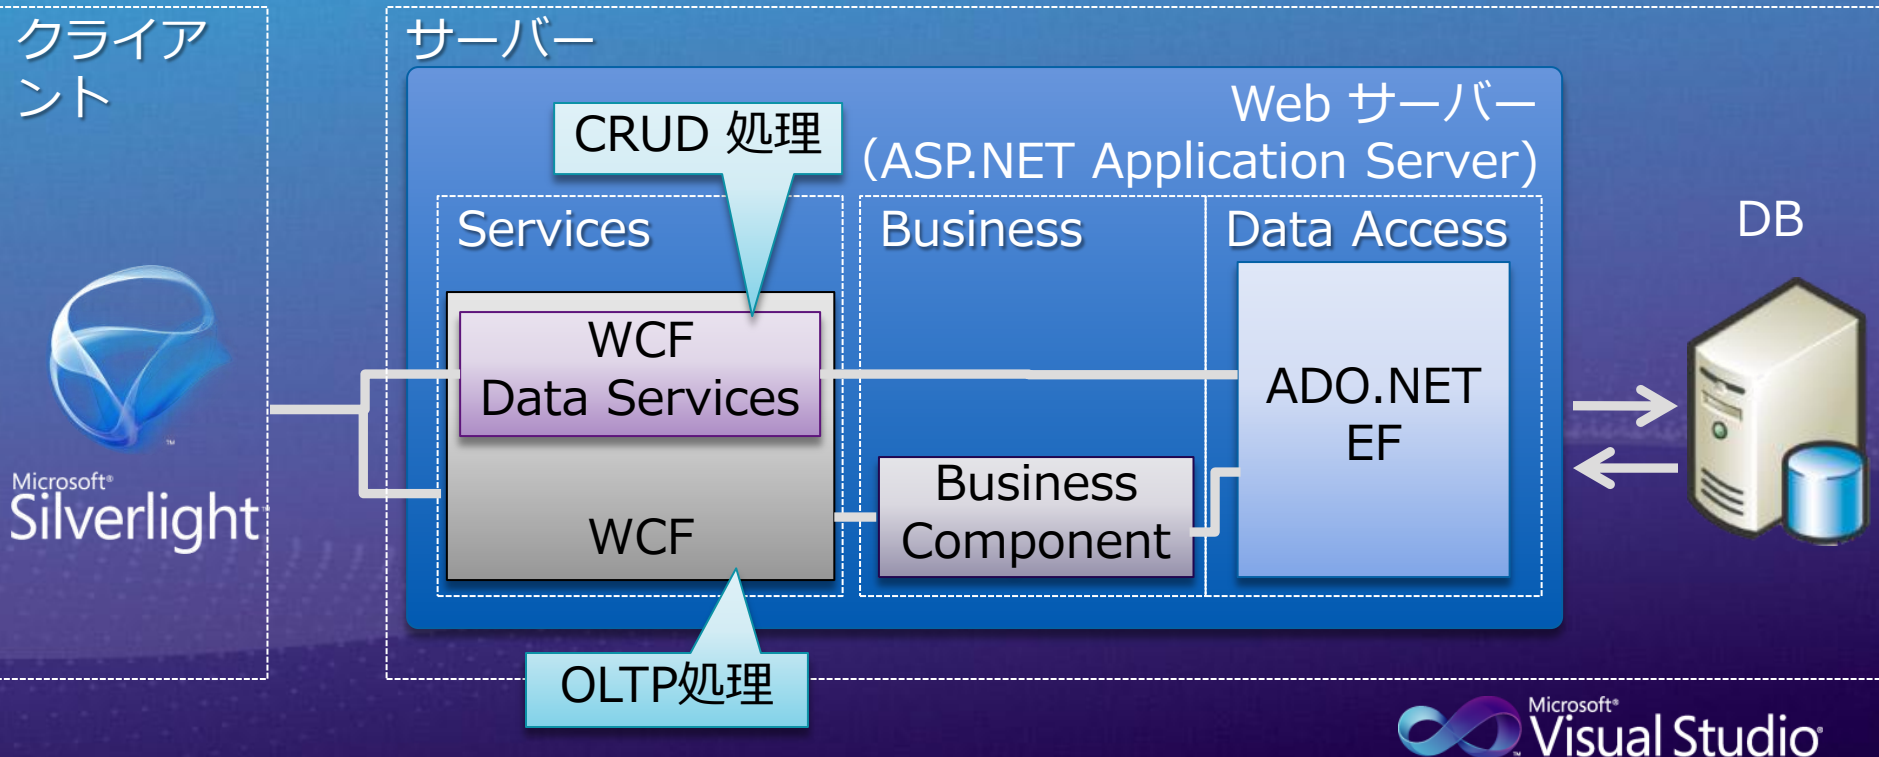 クライア
ント
Microsoft®
Silverlight™
サーバー
Web サーバー
(ASP.NET Application Server)
CRUD 処理
Services
WCF
Data Services
WCF
OLTP処理
Business
Business
Component
Data Access
ADO.NET
EF
DB
Microsoft®
Visual Studio®